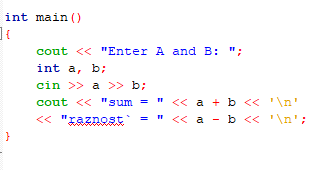 int main()
{
cout << "Enter A and B: ";
int a, b;
cin >> a >> b;
cout << "sum = " << a + b << '\n'
<< "raznost` = " << a - b << '\n';
}